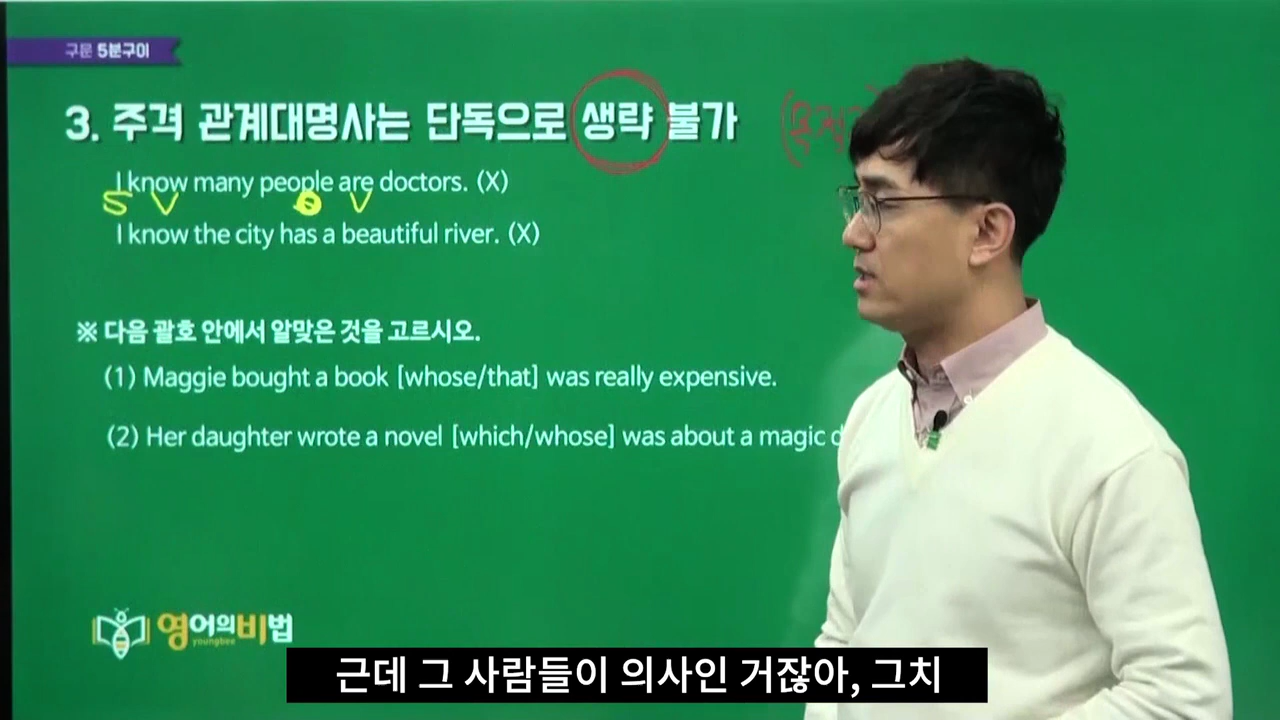 구문 5분구이
3. 주격 관계대명사는 단독으로 생략 불가
I know many people are doctors. (X)
S V O V
I know the city has a beautiful river. (X)
※ 다음 괄호 안에서 알맞은 것을 고르시오.
(1) Maggie bought a book [whose/that] was really expensive.
(2) Her daughter wrote a novel [which/whose] was about a magic
영어의비법
youngbee
근데 그 사람들이 의사인 거잖아, 그치